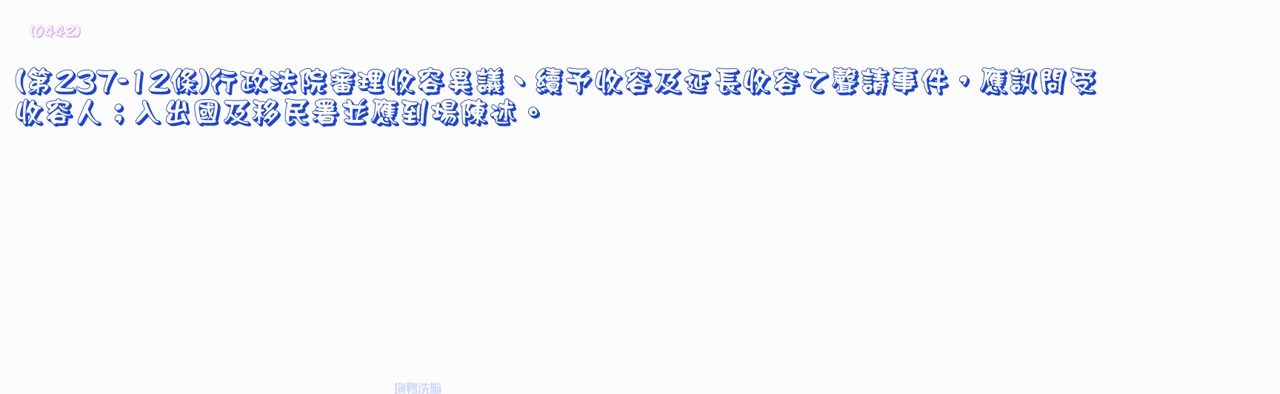 (0442)
(第237-12條)行政法院審理收容異議、續予收容及延長收容之聲請事件，應訊問受
收容人；入出國及移民署並應到場陳述。